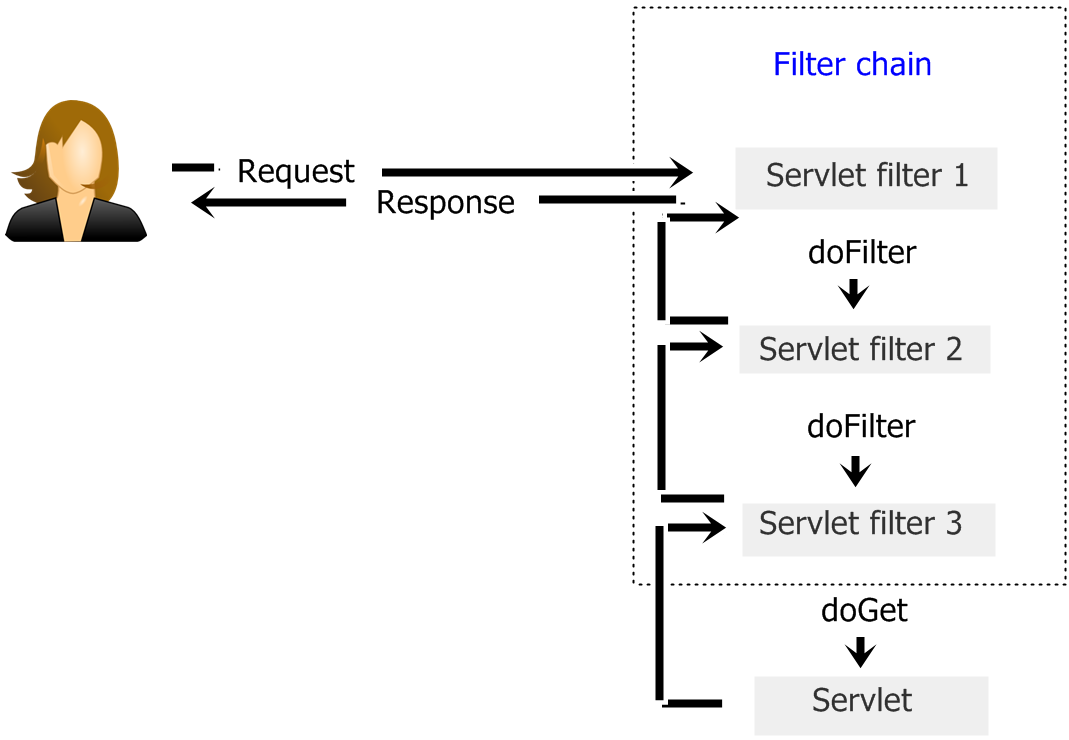 Filter chain
Request
Servlet filter 1
Response
doFilter
Servlet filter 2
doFilter
Servlet filter 3
doGet
Servlet